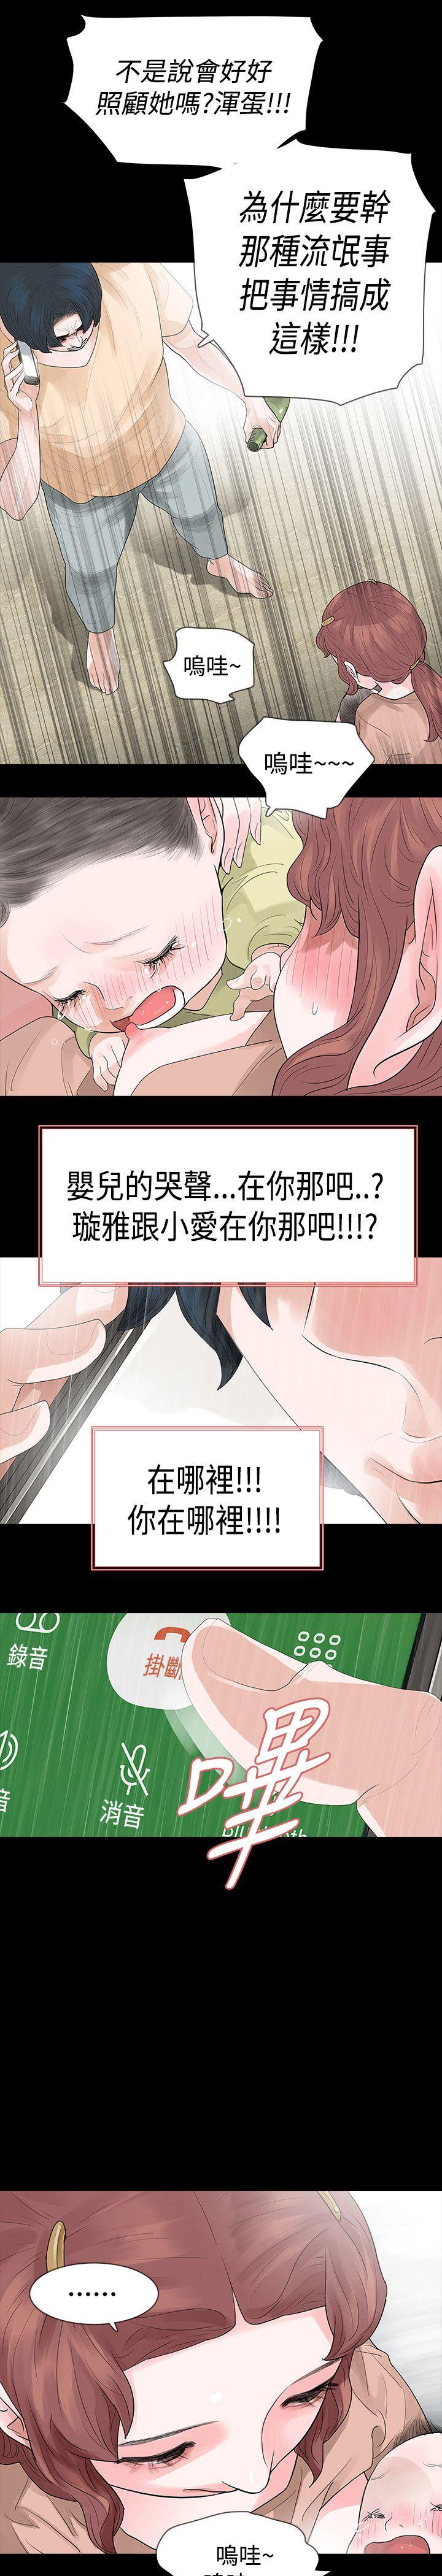 不是說會好好
照顧她嗎?渾蛋!!!
為什麼要幹
那種流氓事
把事情搞成
這樣!!!
嗚哇~
嗚哇~~~
嬰兒的哭聲...在你那吧..?
璇雅跟小愛在你那吧!!!?
在哪裡!!!
你在哪裡!!!!
錄音
掛斷
音
消音
嗶
......
嗚哇~